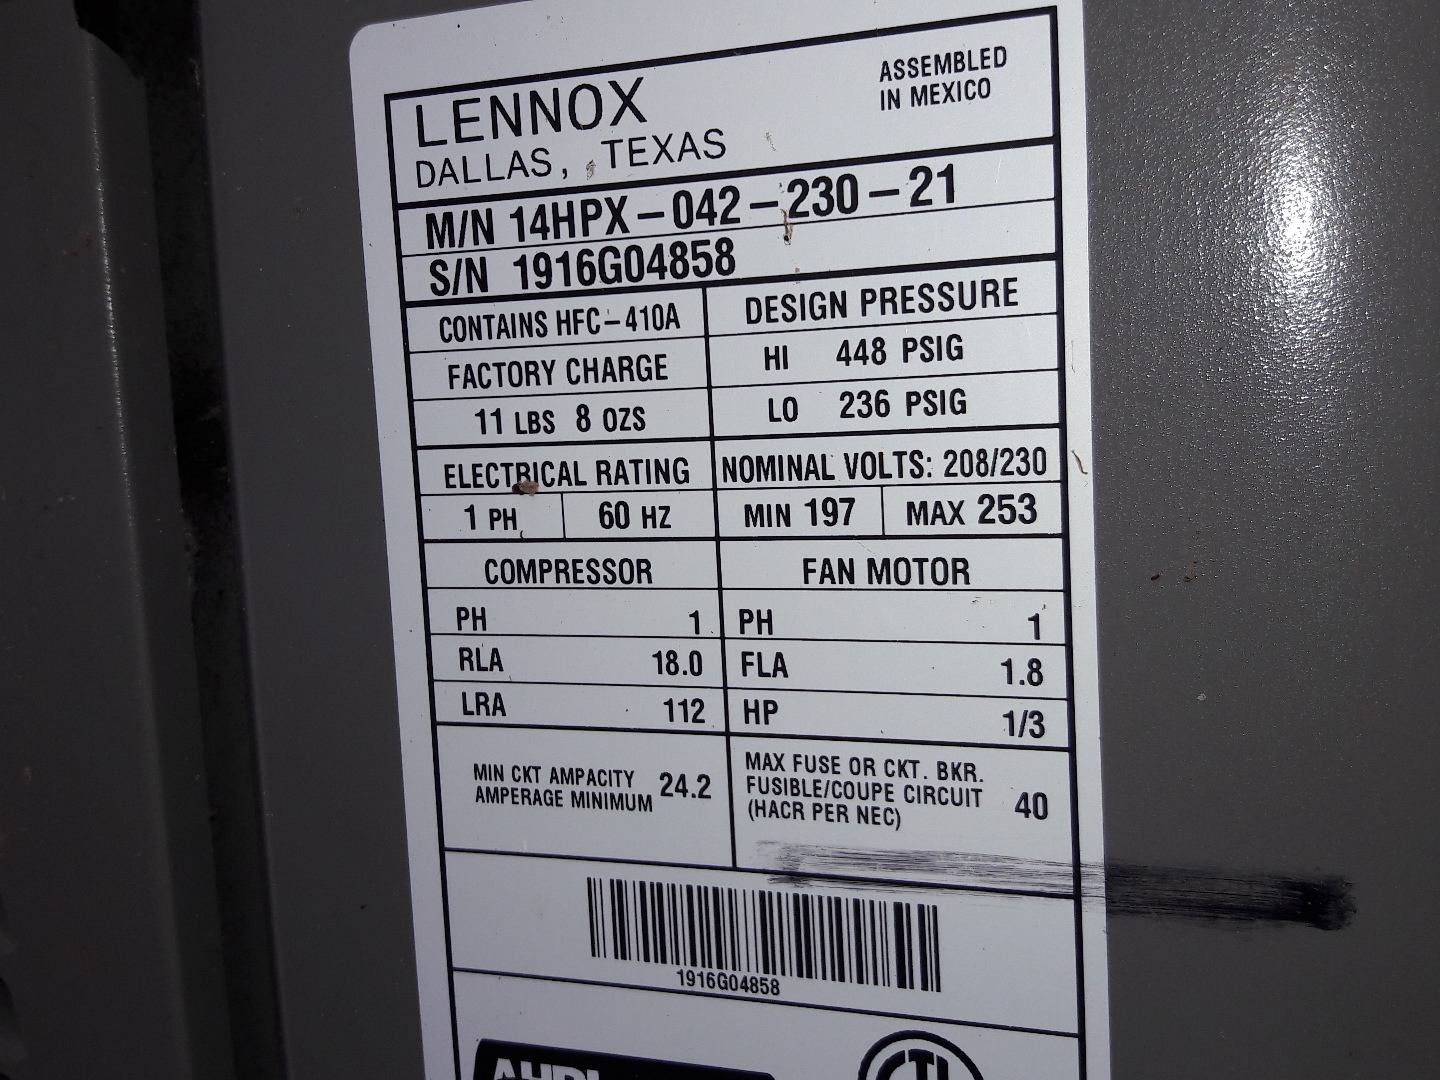 LENNOX
DALLAS, TEXAS
ASSEMBLED
IN MEXICO
M/N 14HPX-042-230-21
S/N 1916G04858
CONTAINS HFC-410A
FACTORY CHARGE
11 LBS 8 OZS
DESIGN PRESSURE
HI 448 PSIG
LO 236 PSIG
ELECTRICAL RATING
NOMINAL VOLTS: 208/230
1 PH
60 HZ
MIN 197
MAX 253
COMPRESSOR
PH 1
RLA 18.0
LRA 112
FAN MOTOR
PH 1
FLA 1.8
HP 1/3
MIN CKT AMPACITY
AMPERAGE MINIMUM
24.2
MAX FUSE OR CKT. BKR.
FUSIBLE/COUPE CIRCUIT
(HACR PER NEC)
40
1916G04858